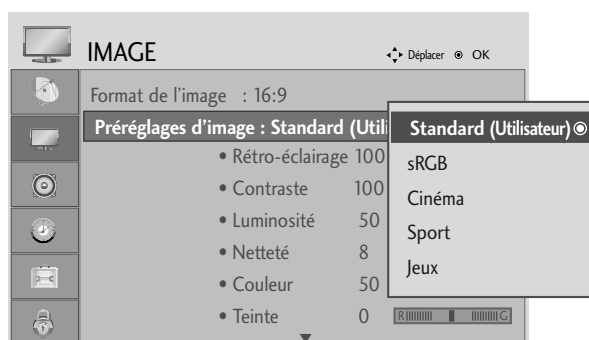 IMAGE
Déplacer OK
Format de l'image : 16:9
Préréglages d'image : Standard (Utili
• Rétro-éclairage 100
• Contraste 100
• Luminosité 50
• Netteté 8
• Couleur 50
• Teinte 0 R G
Standard (Utilisateur)
sRGB
Cinéma
Sport
Jeux